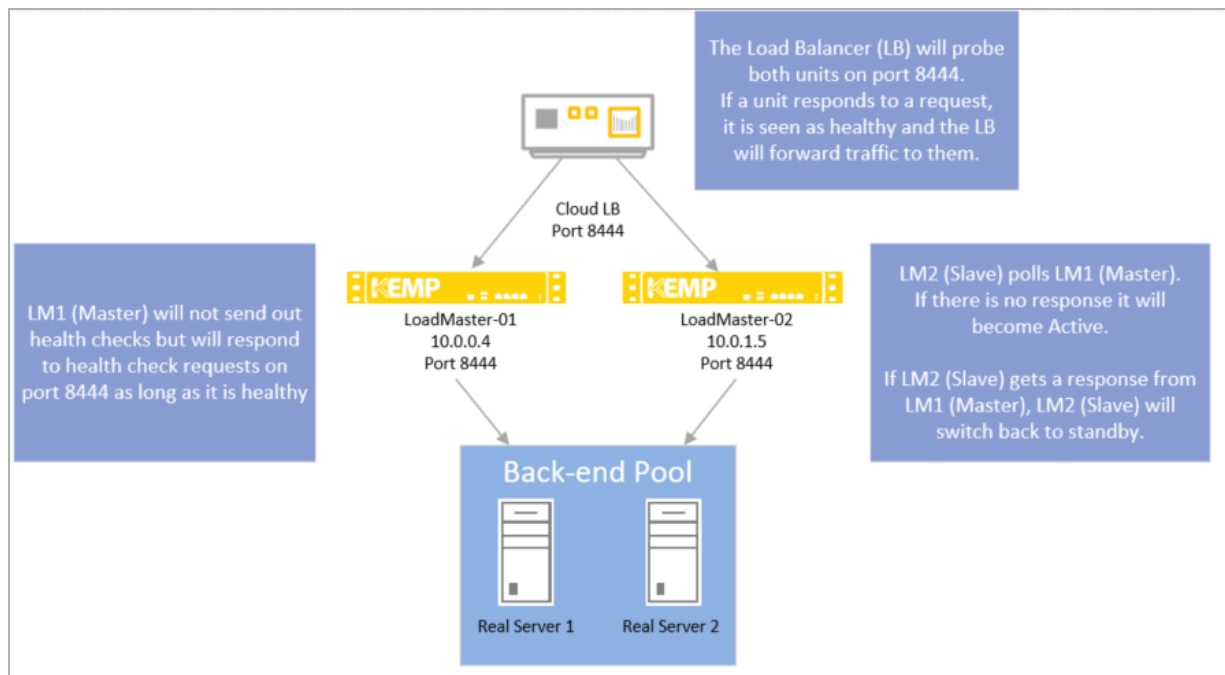 The Load Balancer (LB) will probe
both units on port 8444.
If a unit responds to a request,
it is seen as healthy and the LB
will forward traffic to them.
Cloud LB
Port 8444
LM1 (Master) will not send out
health checks but will respond
to health check requests on
port 8444 as long as it is healthy
KEMP
LoadMaster-01
10.0.0.4
Port 8444
KEMP
LoadMaster-02
10.0.1.5
Port 8444
LM2 (Slave) polls LM1 (Master).
If there is no response it will
become Active.
If LM2 (Slave) gets a response from
LM1 (Master), LM2 (Slave) will
switch back to standby.
Back-end Pool
Real Server 1
Real Server 2